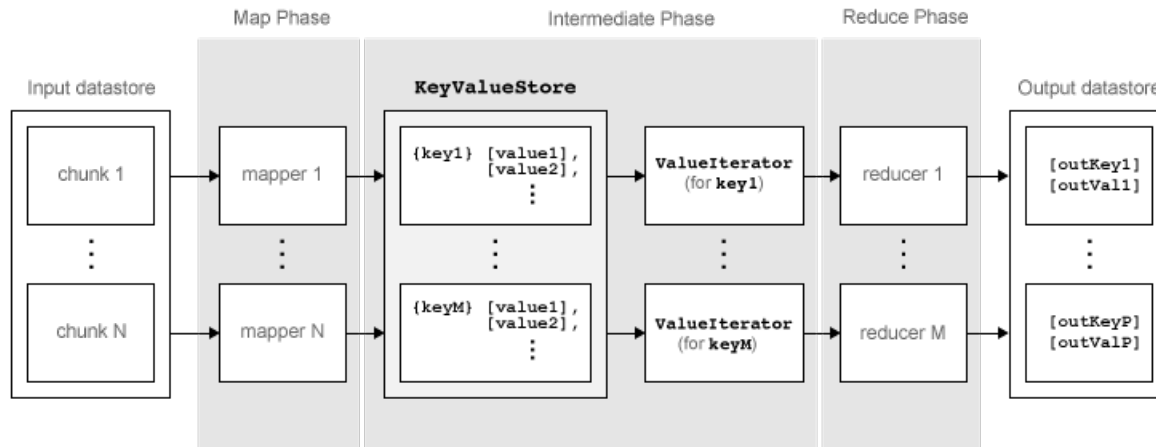 Map Phase
Intermediate Phase
Reduce Phase
Input datastore
KeyValueStore
Output datastore
chunk 1
mapper 1
{key1} [value1],
[value2],
⋮
ValueIterator
(for key1)
reducer 1
[outKey1]
[outVal1]
⋮
⋮
⋮
⋮
⋮
⋮
chunk N
mapper N
{keyM} [value1],
[value2],
⋮
ValueIterator
(for keyM)
reducer M
[outKeyP]
[outValP]